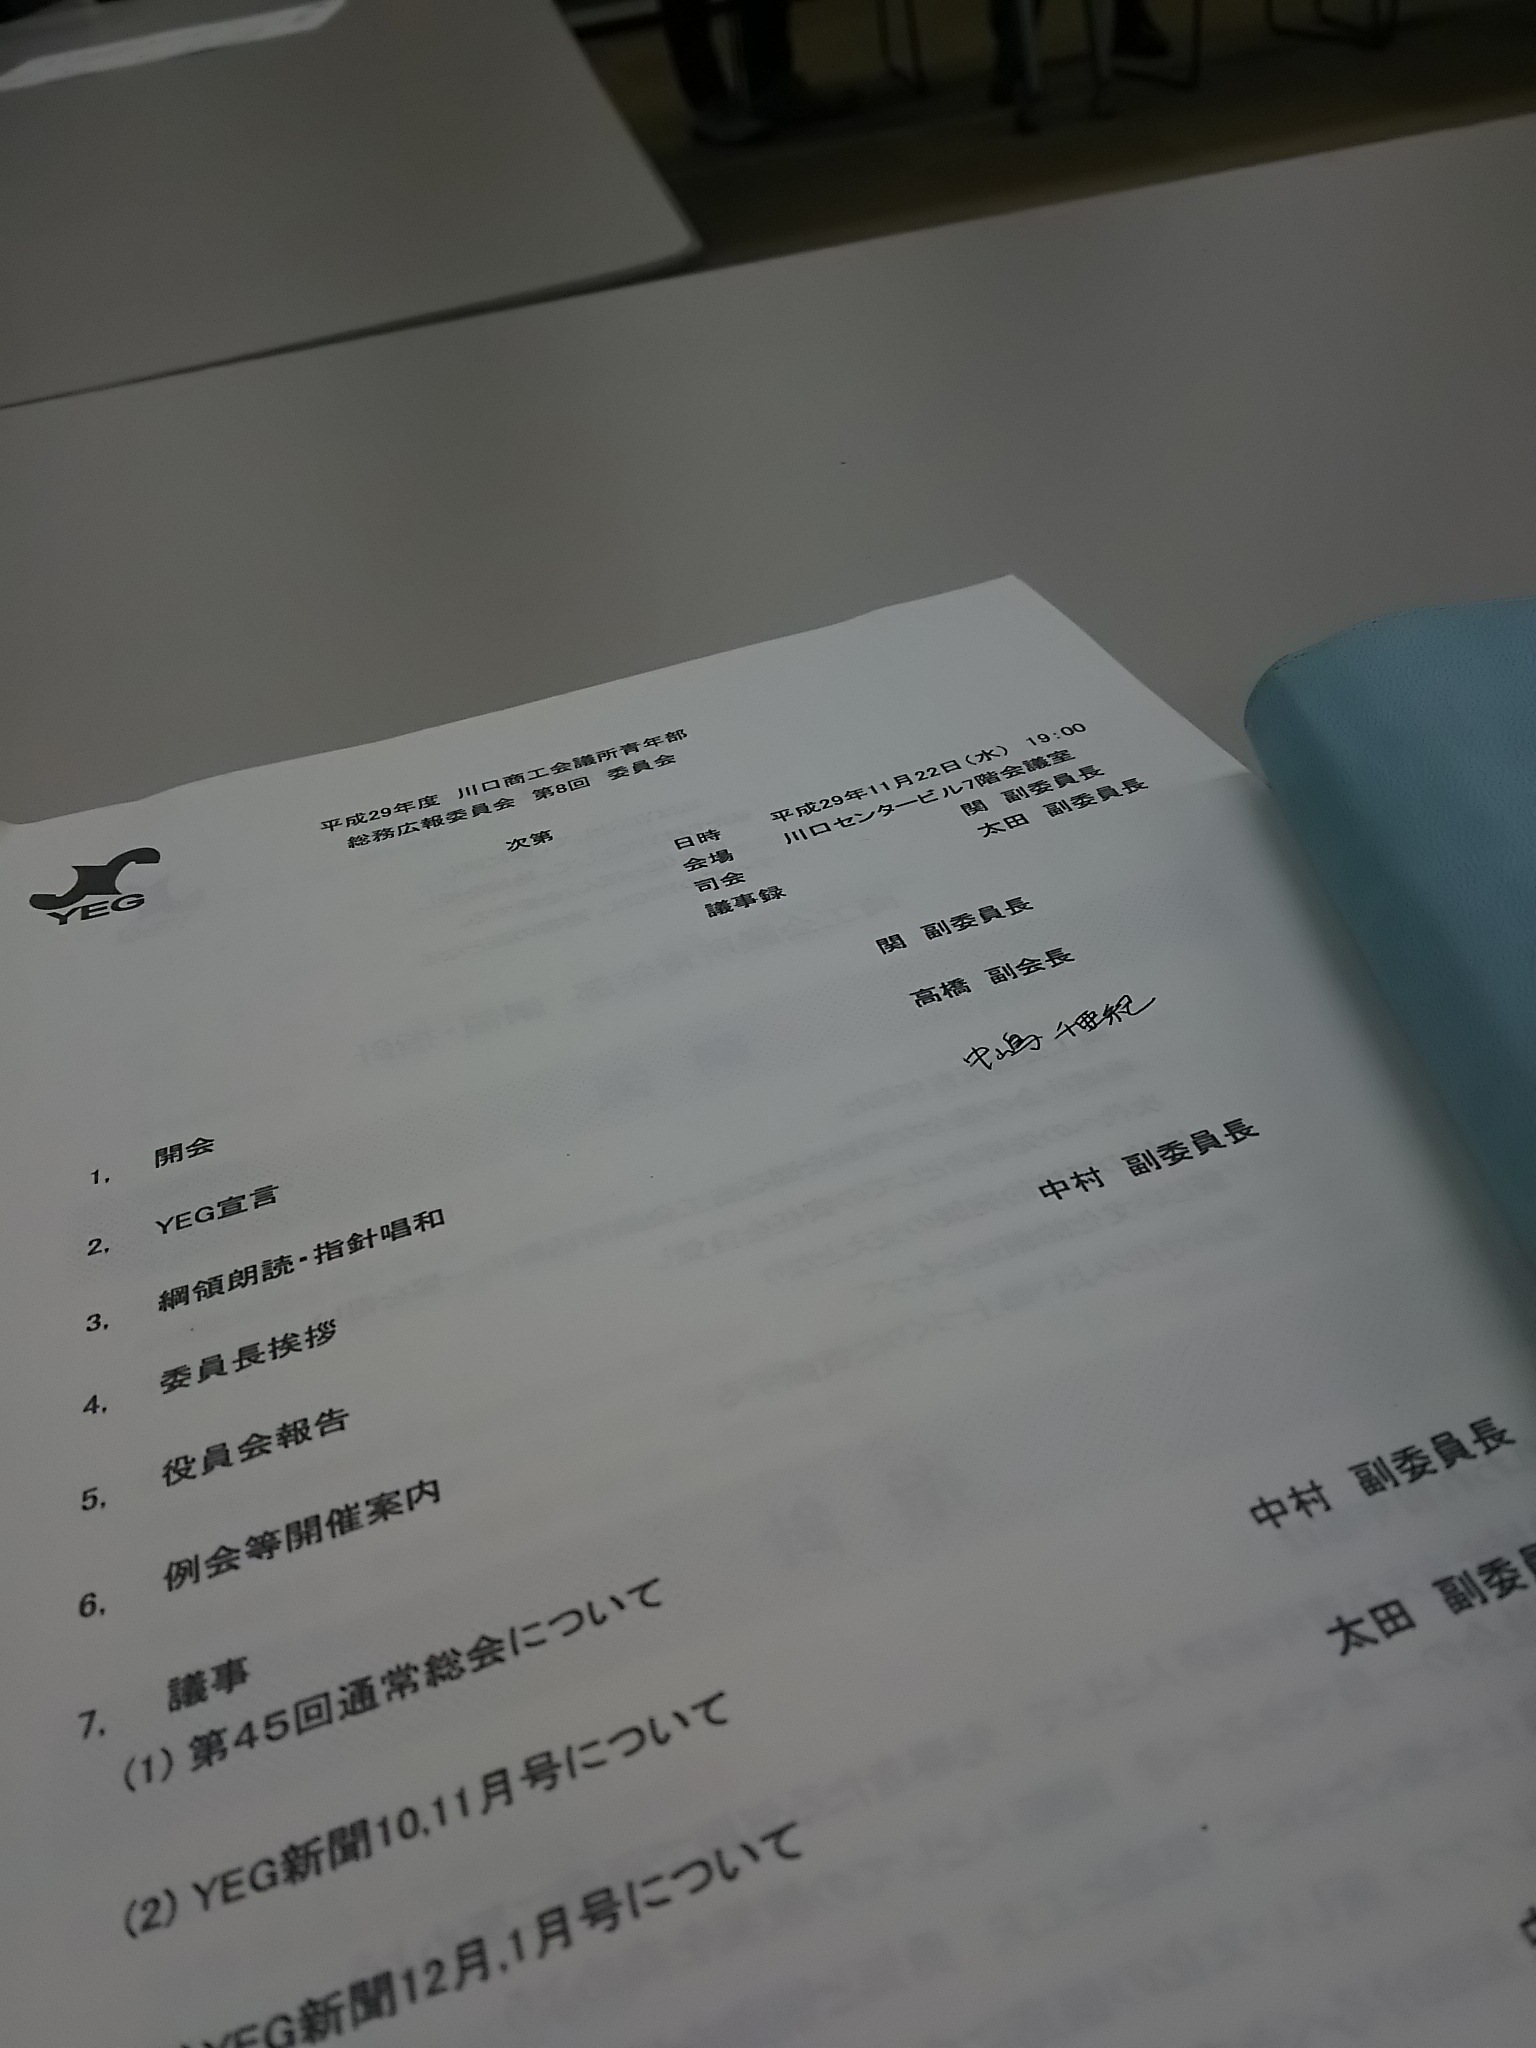 平成29年度 川口商工会議所青年部
総務広報委員会 第8回 委員会
次第
日時 平成29年11月22日(水) 19:00
会場 川口センタービル7階会議室
司会 関 副委員長
議事録 太田 副委員長
YEG
1, 開会 関 副委員長
2, YEG宣言 高橋 副会長
3, 綱領朗読・指針唱和 中嶋 千亜紀
4, 委員長挨拶
5, 役員会報告 中村 副委員長
6, 例会等開催案内
7, 議事
(1) 第45回通常総会について 中村 副委員長
(2) YEG新聞10,11月号について 太田 副委員
YEG新聞12月,1月号について